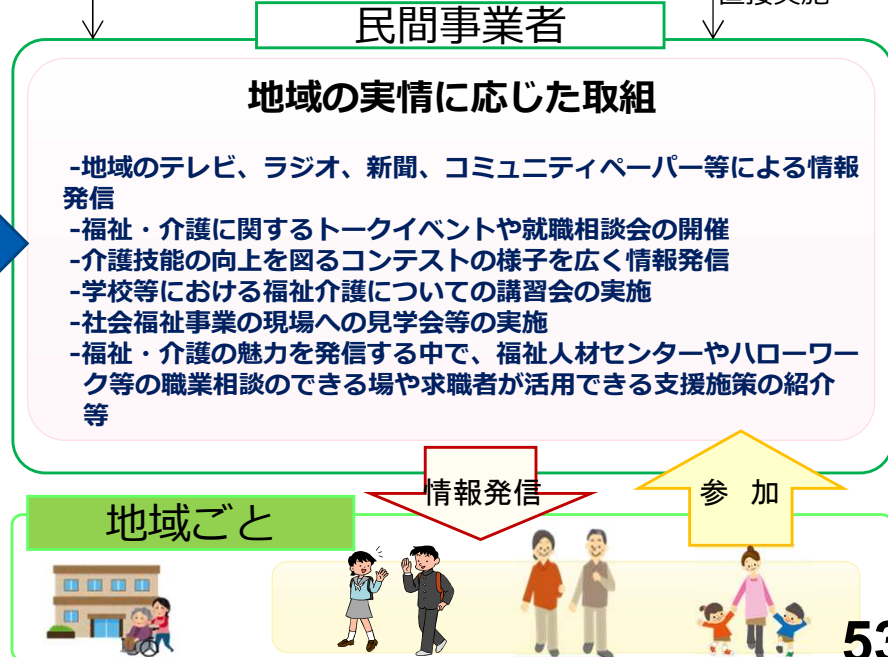 直接実施
民間事業者
地域の実情に応じた取組
-地域のテレビ、ラジオ、新聞、コミュニティペーパー等による情報
発信
-福祉・介護に関するトークイベントや就職相談会の開催
-介護技能の向上を図るコンテストの様子を広く情報発信
-学校等における福祉介護についての講習会の実施
-社会福祉事業の現場への見学会等の実施
-福祉・介護の魅力を発信する中で、福祉人材センターやハローワー
ク等の職業相談のできる場や求職者が活用できる支援施策の紹介
等
情報発信
参 加
地域ごと
53